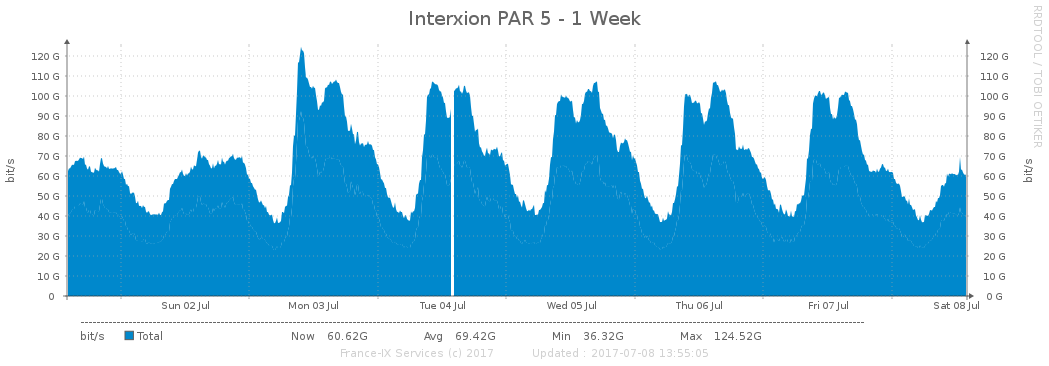 Interxion PAR 5 - 1 Week
RRDTOOL / TOBI OETIKER
bit/s
120 G
110 G
100 G
90 G
80 G
70 G
60 G
50 G
40 G
30 G
20 G
10 G
0
120 G
110 G
100 G
90 G
80 G
70 G
60 G
50 G
40 G
30 G
20 G
10 G
0 G
bit/s
Sun 02 Jul Mon 03 Jul Tue 04 Jul Wed 05 Jul Thu 06 Jul Fri 07 Jul Sat 08 Jul
bit/s Total Now 60.62G Avg 69.42G Min 36.32G Max 124.52G
France-IX Services (c) 2017 Updated : 2017-07-08 13:55:05